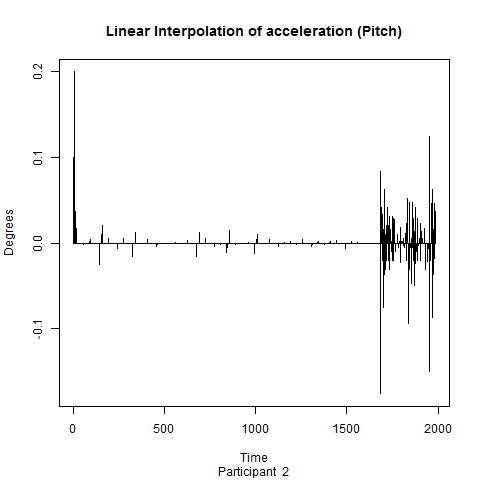 Linear Interpolation of acceleration (Pitch)
0.2
0.1
0.0
-0.1
Degrees
0 500 1000 1500 2000
Time
Participant 2